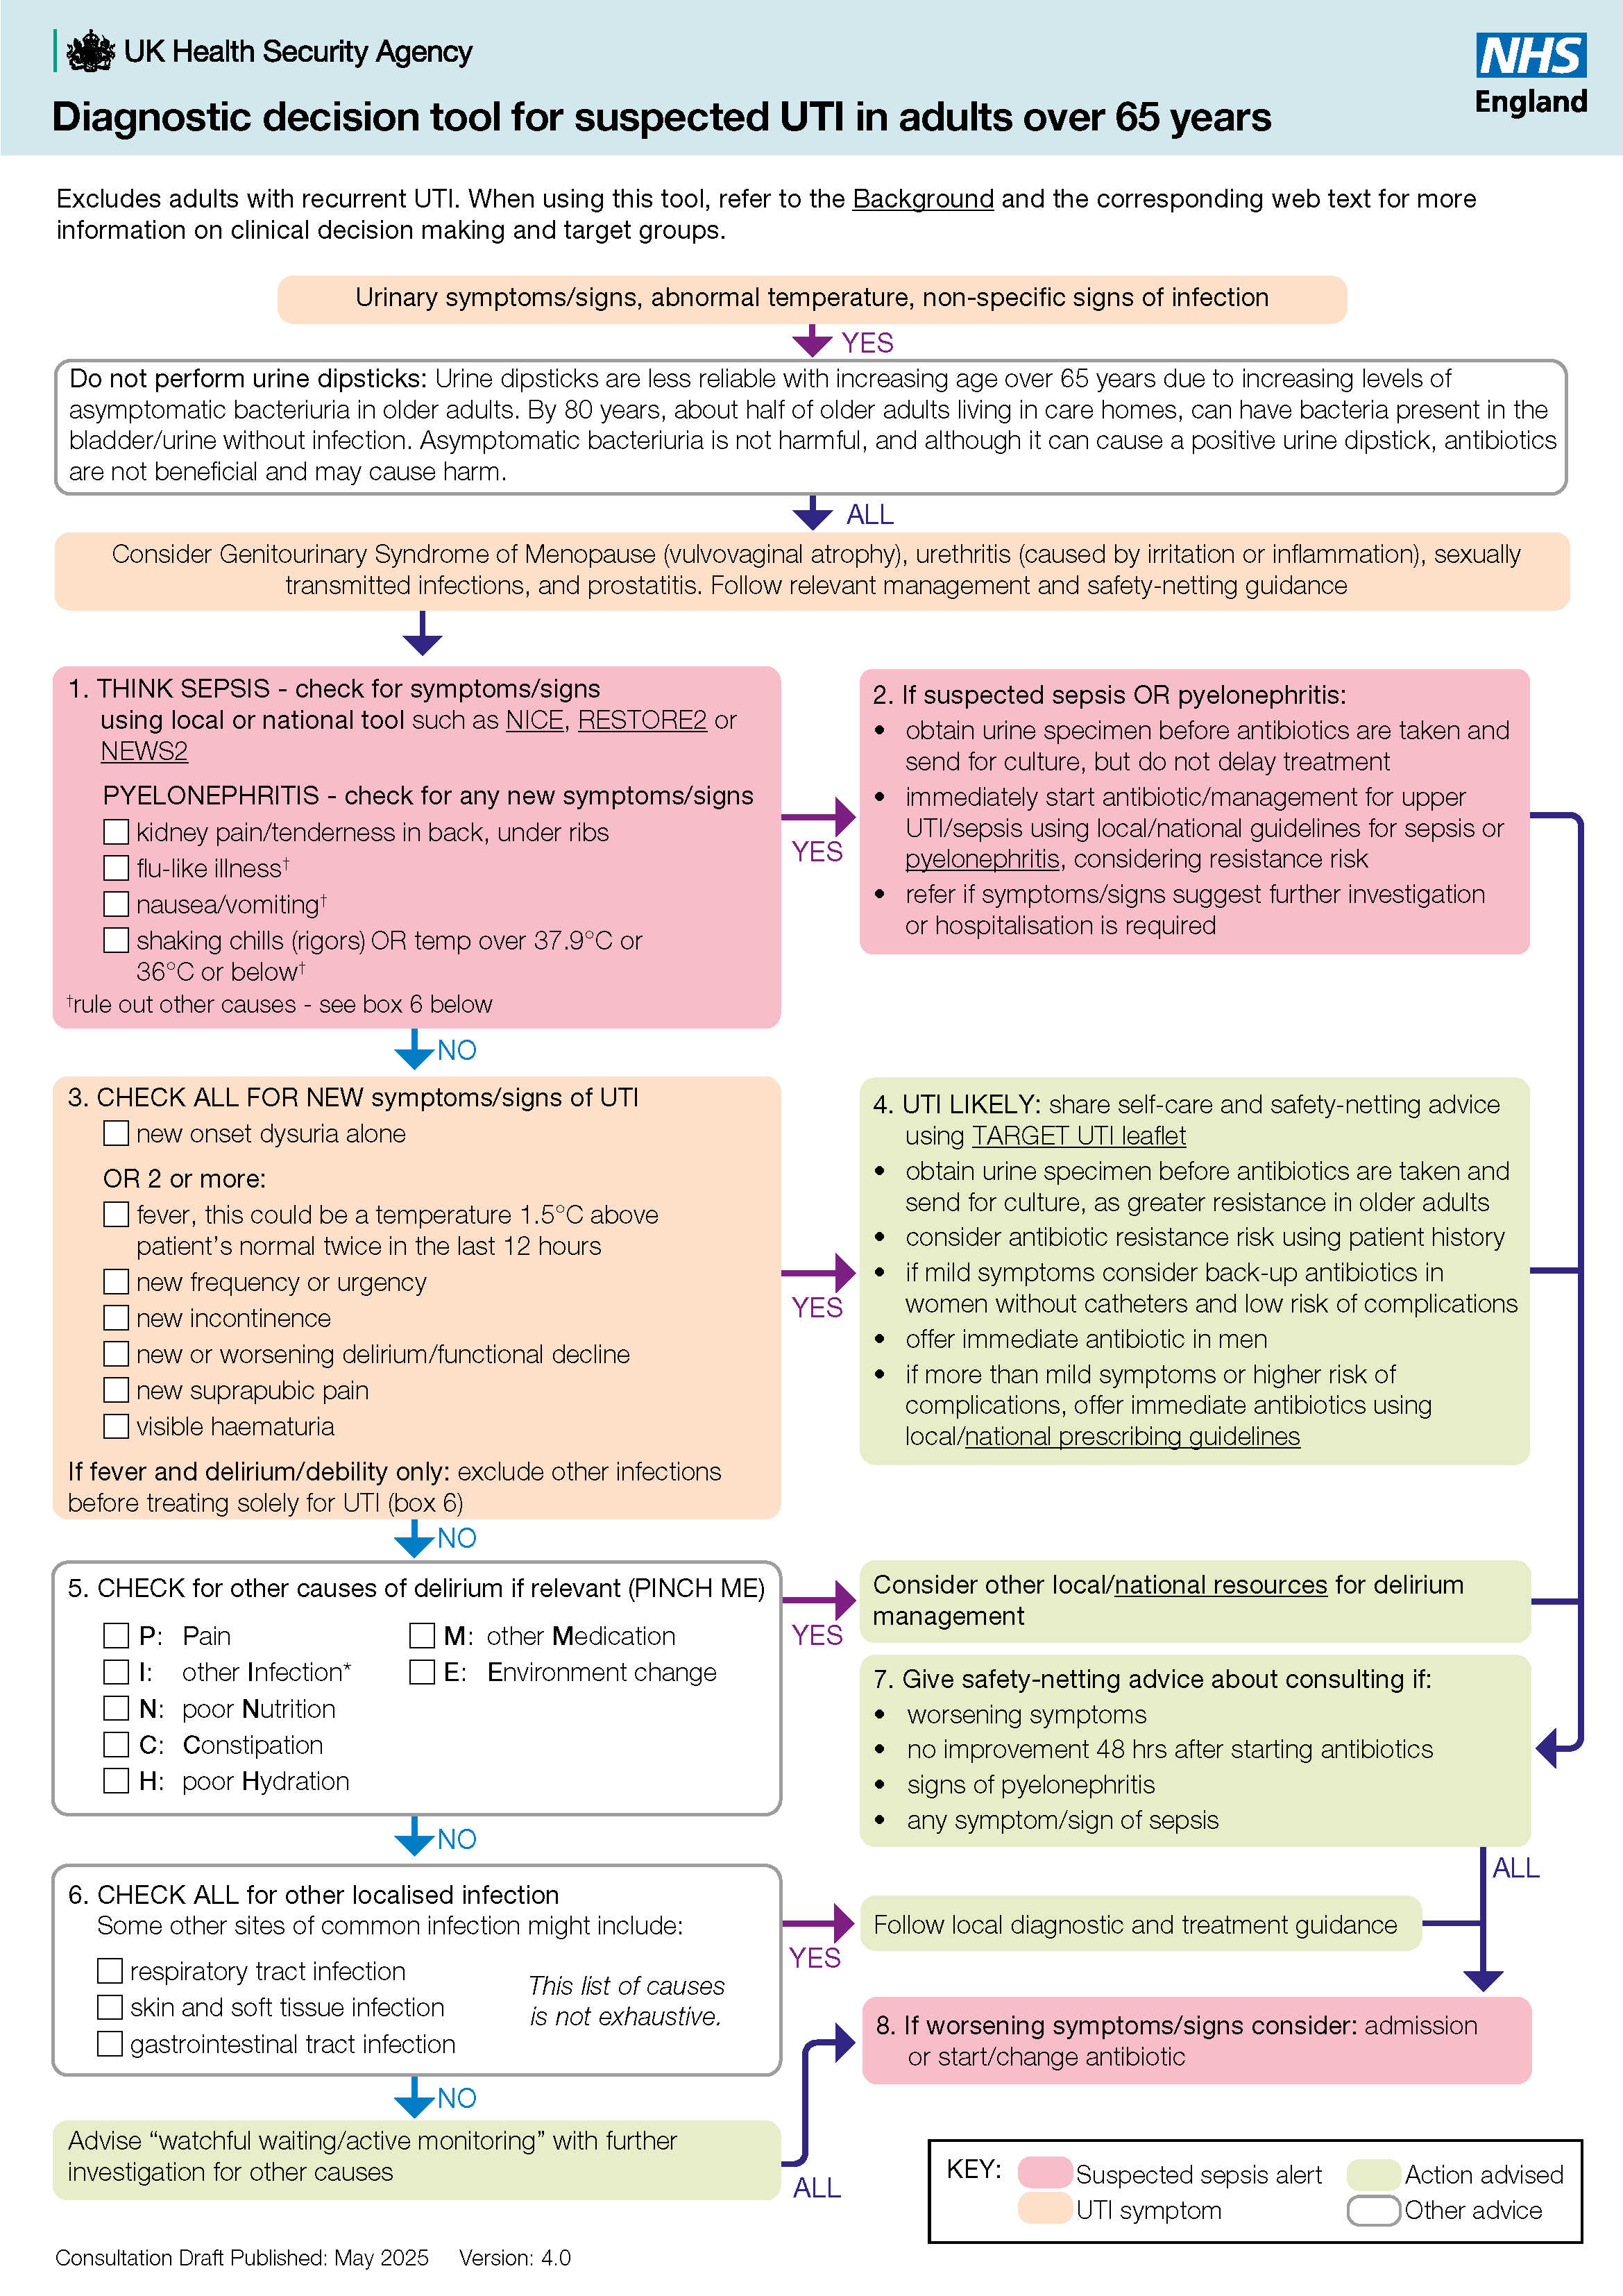 UK Health Security Agency
NHS
England
Diagnostic decision tool for suspected UTI in adults over 65 years
Excludes adults with recurrent UTI. When using this tool, refer to the Background and the corresponding web text for more
information on clinical decision making and target groups.
Urinary symptoms/signs, abnormal temperature, non-specific signs of infection
YES
Do not perform urine dipsticks: Urine dipsticks are less reliable with increasing age over 65 years due to increasing levels of
asymptomatic bacteriuria in older adults. By 80 years, about half of older adults living in care homes, can have bacteria present in the
bladder/urine without infection. Asymptomatic bacteriuria is not harmful, and although it can cause a positive urine dipstick, antibiotics
are not beneficial and may cause harm.
ALL
Consider Genitourinary Syndrome of Menopause (vulvovaginal atrophy), urethritis (caused by irritation or inflammation), sexually
transmitted infections, and prostatitis. Follow relevant management and safety-netting guidance
1. THINK SEPSIS - check for symptoms/signs
using local or national tool such as NICE, RESTORE2 or
NEWS2
PYELONEPHRITIS - check for any new symptoms/signs
kidney pain/tenderness in back, under ribs
flu-like illness†
nausea/vomiting†
shaking chills (rigors) OR temp over 37.9°C or
36°C or below†
†rule out other causes - see box 6 below
YES
2. If suspected sepsis OR pyelonephritis:
• obtain urine specimen before antibiotics are taken and
send for culture, but do not delay treatment
• immediately start antibiotic/management for upper
UTI/sepsis using local/national guidelines for sepsis or
pyelonephritis, considering resistance risk
• refer if symptoms/signs suggest further investigation
or hospitalisation is required
NO
3. CHECK ALL FOR NEW symptoms/signs of UTI
new onset dysuria alone
OR 2 or more:
fever, this could be a temperature 1.5°C above
patient's normal twice in the last 12 hours
new frequency or urgency
new incontinence
new or worsening delirium/functional decline
new suprapubic pain
visible haematuria
If fever and delirium/debility only: exclude other infections
before treating solely for UTI (box 6)
YES
4. UTI LIKELY: share self-care and safety-netting advice
using TARGET UTI leaflet
• obtain urine specimen before antibiotics are taken and
send for culture, as greater resistance in older adults
• consider antibiotic resistance risk using patient history
• if mild symptoms consider back-up antibiotics in
women without catheters and low risk of complications
• offer immediate antibiotic in men
• if more than mild symptoms or higher risk of
complications, offer immediate antibiotics using
local/national prescribing guidelines
NO
5. CHECK for other causes of delirium if relevant (PINCH ME)
P: Pain
I: other Infection*
N: poor Nutrition
C: Constipation
H: poor Hydration
M: other Medication
E: Environment change
YES
Consider other local/national resources for delirium
management
7. Give safety-netting advice about consulting if:
• worsening symptoms
• no improvement 48 hrs after starting antibiotics
• signs of pyelonephritis
• any symptom/sign of sepsis
NO
ALL
6. CHECK ALL for other localised infection
Some other sites of common infection might include:
respiratory tract infection
skin and soft tissue infection
gastrointestinal tract infection
This list of causes
is not exhaustive.
YES
Follow local diagnostic and treatment guidance
8. If worsening symptoms/signs consider: admission
or start/change antibiotic
NO
Advise “watchful waiting/active monitoring” with further
investigation for other causes
ALL
KEY:
Suspected sepsis alert
Action advised
UTI symptom
Other advice
Consultation Draft Published: May 2025 Version: 4.0